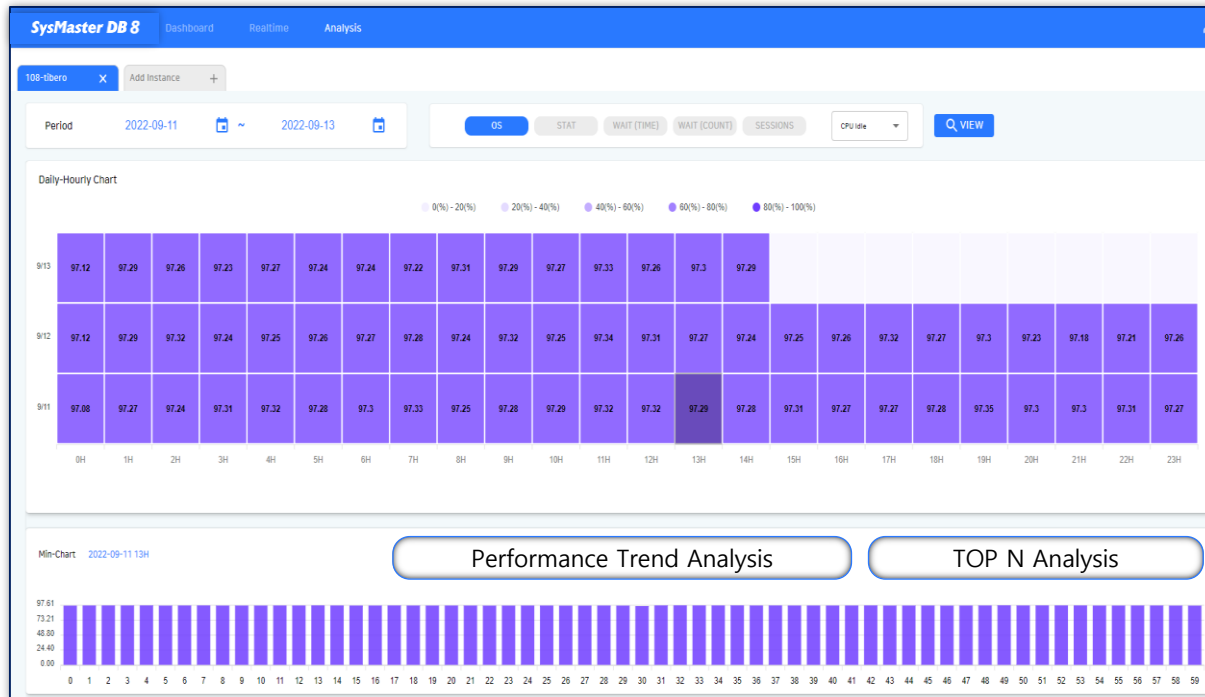 SysMaster DB 8 Dashboard Realtime Analysis
108-tibero X Add Instance +
Period 2022-09-11 ~ 2022-09-13 OS STAT WAIT (TIME) WAIT (COUNT) SESSIONS CPU Idle VIEW
Daily-Hourly Chart
0(%) - 20(%) 20(%) - 40(%) 40(%) - 60(%) 60(%) - 80(%) 80(%) - 100(%)
9/13 97.12 97.29 97.26 97.23 97.27 97.24 97.24 97.22 97.31 97.29 97.27 97.33 97.26 97.3 97.29
9/12 97.12 97.29 97.32 97.24 97.25 97.26 97.27 97.28 97.24 97.32 97.25 97.34 97.31 97.27 97.24 97.25 97.26 97.32 97.27 97.3 97.23 97.18 97.21 97.26
9/11 97.08 97.27 97.24 97.31 97.32 97.28 97.3 97.33 97.25 97.28 97.29 97.32 97.32 97.29 97.28 97.31 97.27 97.27 97.28 97.35 97.3 97.3 97.31 97.27
0H 1H 2H 3H 4H 5H 6H 7H 8H 9H 10H 11H 12H 13H 14H 15H 16H 17H 18H 19H 20H 21H 22H 23H
Min-Chart 2022-09-11 13H Performance Trend Analysis TOP N Analysis
97.61
73.21
48.80
24.40
0.00
0 1 2 3 4 5 6 7 8 9 10 11 12 13 14 15 16 17 18 19 20 21 22 23 24 25 26 27 28 29 30 31 32 33 34 35 36 37 38 39 40 41 42 43 44 45 46 47 48 49 50 51 52 53 54 55 56 57 58 59